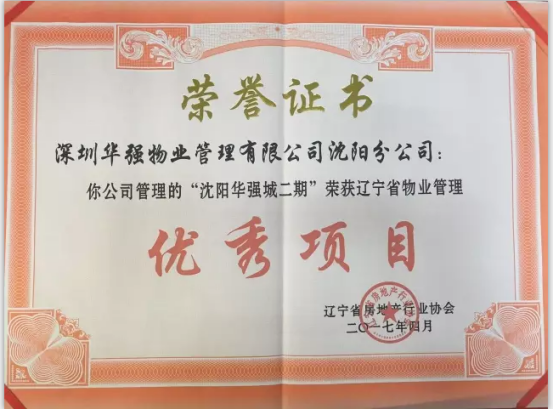 荣誉证书
深圳华强物业管理有限公司沈阳分公司：
你公司管理的“沈阳华强城二期”荣获辽宁省物业管理
优秀项目
辽宁省房地产行业协会
二〇一七年四月